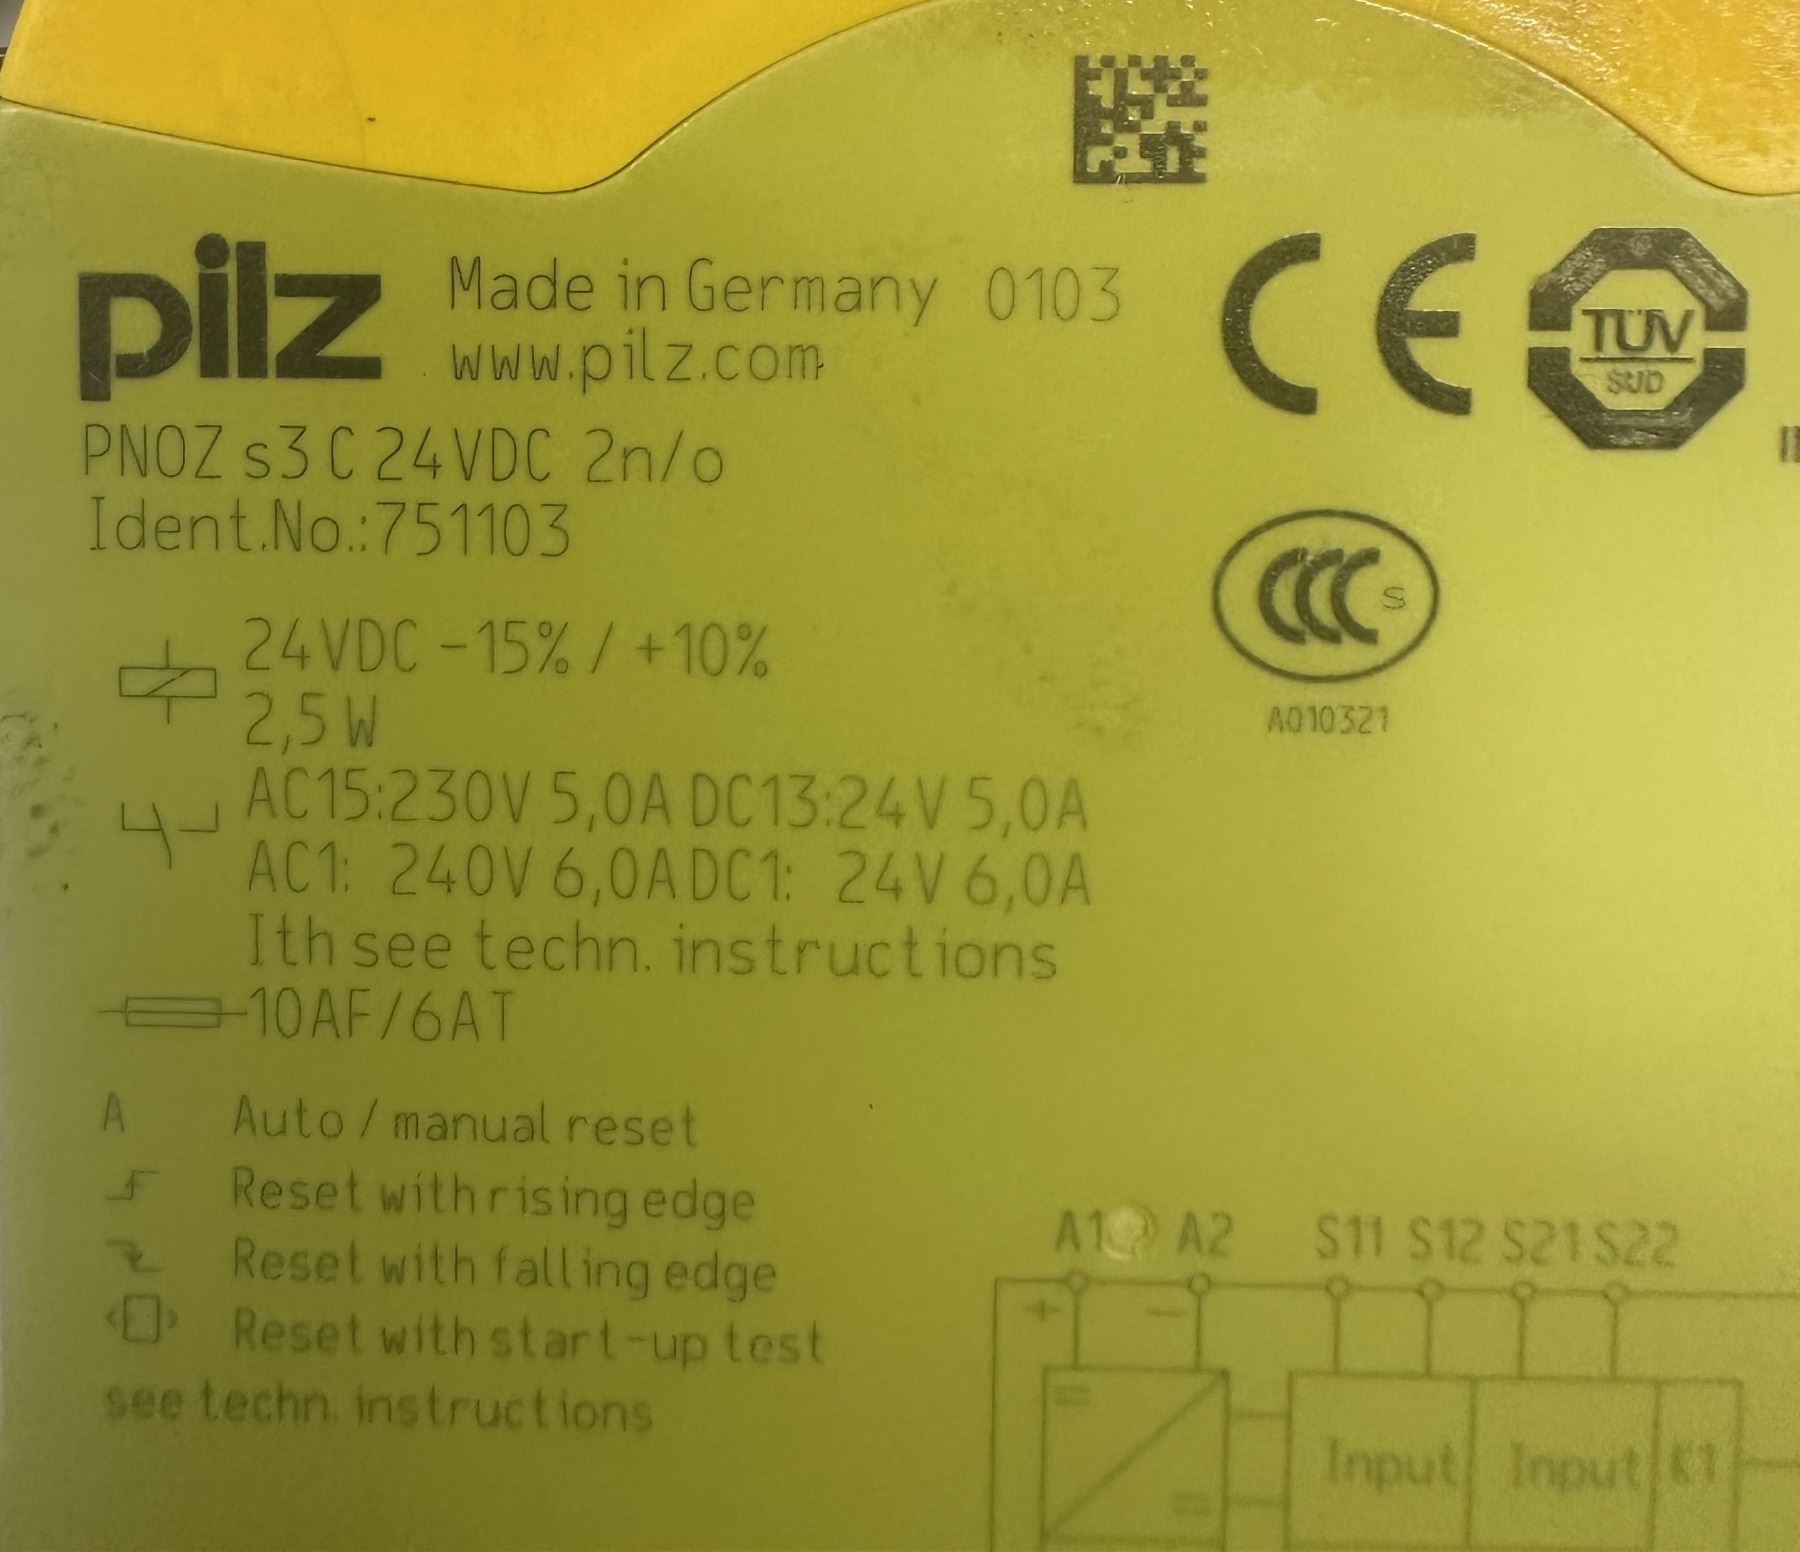 pilz Made in Germany 0103
www.pilz.com
CE
TÜV
SÜD
PNOZ s3 C 24VDC 2n/o
Ident.No.:751103
CCC S
A010321
24VDC -15% / +10%
2,5 W
AC15:230V 5,0A DC13:24V 5,0A
AC1: 240V 6,0A DC1: 24V 6,0A
Ith see techn. instructions
10AF/6AT
A Auto / manual reset
Reset with rising edge
Reset with falling edge
Reset with start-up test
see techn. instructions
A1 A2 S11 S12 S21 S22
+ −
Input Input K1